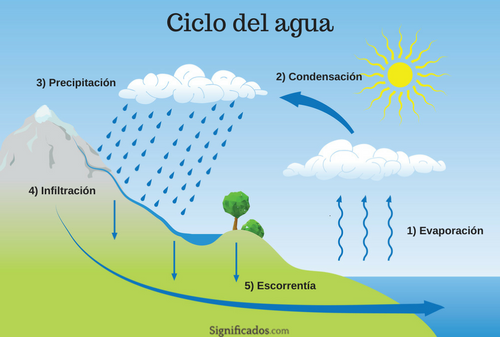 Ciclo del agua
3) Precipitación
2) Condensación
4) Infiltración
1) Evaporación
5) Escorrentía
Significados.com